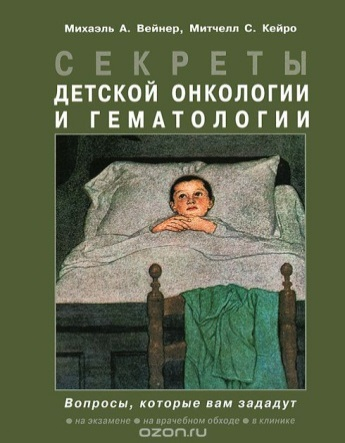 Михаэль А. Вейнер, Митчелл С. Кейро
СЕКРЕТЫ
ДЕТСКОЙ ОНКОЛОГИИ
И ГЕМАТОЛОГИИ
Вопросы, которые вам зададут
● на экзамене ● на врачебном обходе ● в клинике
ozon.ru